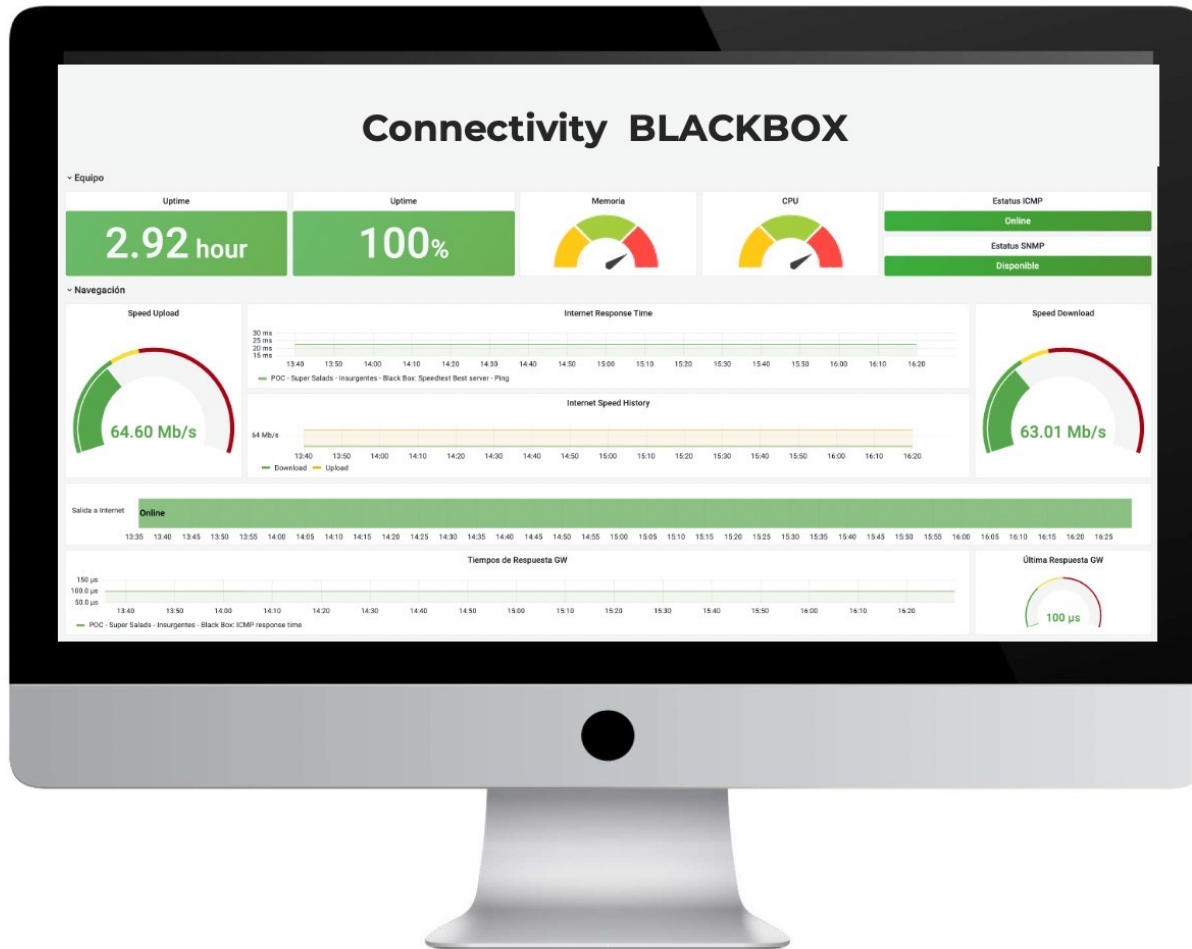 Connectivity BLACKBOX
Equipo
Uptime
2.92 hour
Uptime
100%
Memoria
CPU
Estatus ICMP
Online
Estatus SNMP
Disponible
Navegación
Speed Upload
64.60 Mb/s
Internet Response Time
30 ms
25 ms
20 ms
15 ms
13:40 13:50 14:00 14:10 14:20 14:30 14:40 14:50 15:00 15:10 15:20 15:30 15:40 15:50 16:00 16:10 16:20
POC - Super Salads - Insurgentes - Black Box: Speedtest Best server - Ping
Internet Speed History
64 Mb/s
13:40 13:50 14:00 14:10 14:20 14:30 14:40 14:50 15:00 15:10 15:20 15:30 15:40 15:50 16:00 16:10 16:20
Download Upload
Speed Download
63.01 Mb/s
Salida a Internet
Online
13:35 13:40 13:45 13:50 13:55 14:00 14:05 14:10 14:15 14:20 14:25 14:30 14:35 14:40 14:45 14:50 14:55 15:00 15:05 15:10 15:15 15:20 15:25 15:30 15:35 15:40 15:45 15:50 15:55 16:00 16:05 16:10 16:15 16:20 16:25
Tiempos de Respuesta GW
150 µs
100.0 µs
50.0 µs
13:40 13:50 14:00 14:10 14:20 14:30 14:40 14:50 15:00 15:10 15:20 15:30 15:40 15:50 16:00 16:10 16:20
POC - Super Salads - Insurgentes - Black Box: ICMP response time
Última Respuesta GW
100 µs